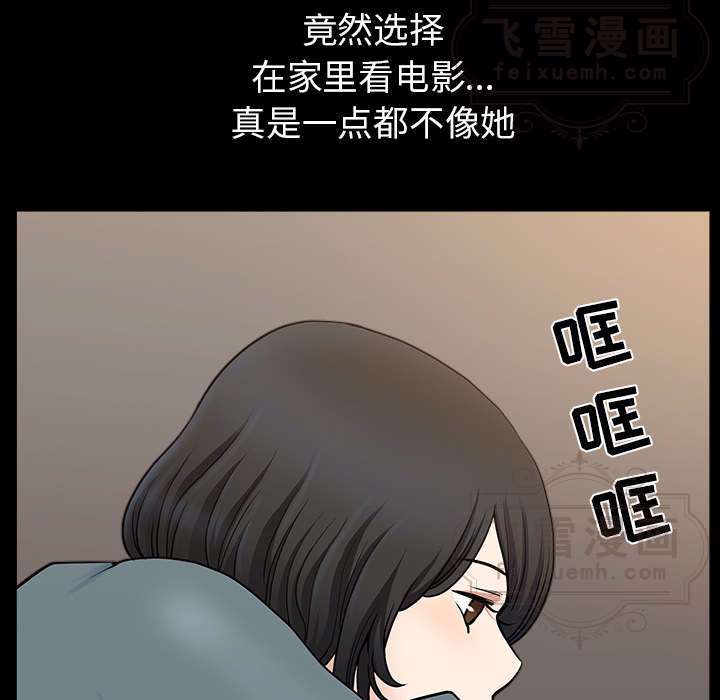 竟然选择
在家里看电影...
真是一点都不像她
飞雪漫画
feixuemh.com
哐
哐
哐
飞雪漫画
feixuemh.com